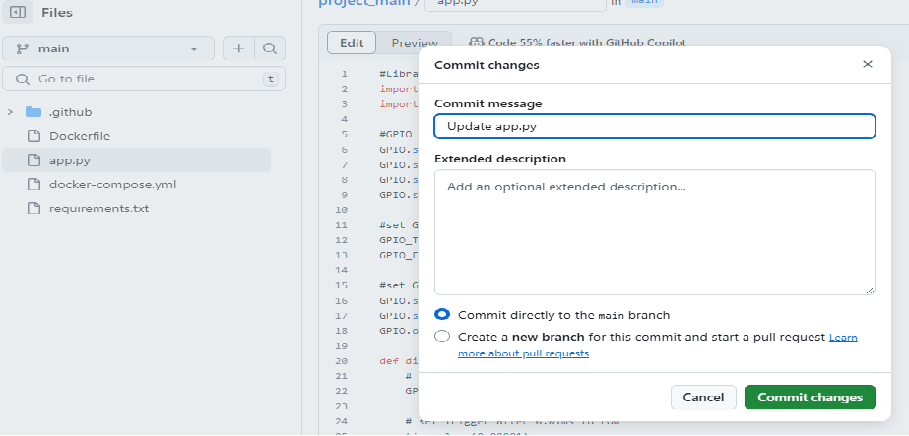 Files
project_main / app.py in main
main
Go to file t
.github
Dockerfile
app.py
docker-compose.yml
requirements.txt
Edit Preview Code 55% faster with GitHub Copilot
1 #Libra
2 import
3 import
4
5 #GPIO
6 GPIO.s
7 GPIO.s
8 GPIO.s
9 GPIO.s
10
11 #set G
12 GPIO_T
13 GPIO_E
14
15 #set G
16 GPIO.s
17 GPIO.s
18 GPIO.o
19
20 def di
21 #
22 GP
23
24 #
25
Commit changes
Commit message
Update app.py
Extended description
Add an optional extended description...
Commit directly to the main branch
Create a new branch for this commit and start a pull request Learn
more about pull requests
Cancel Commit changes